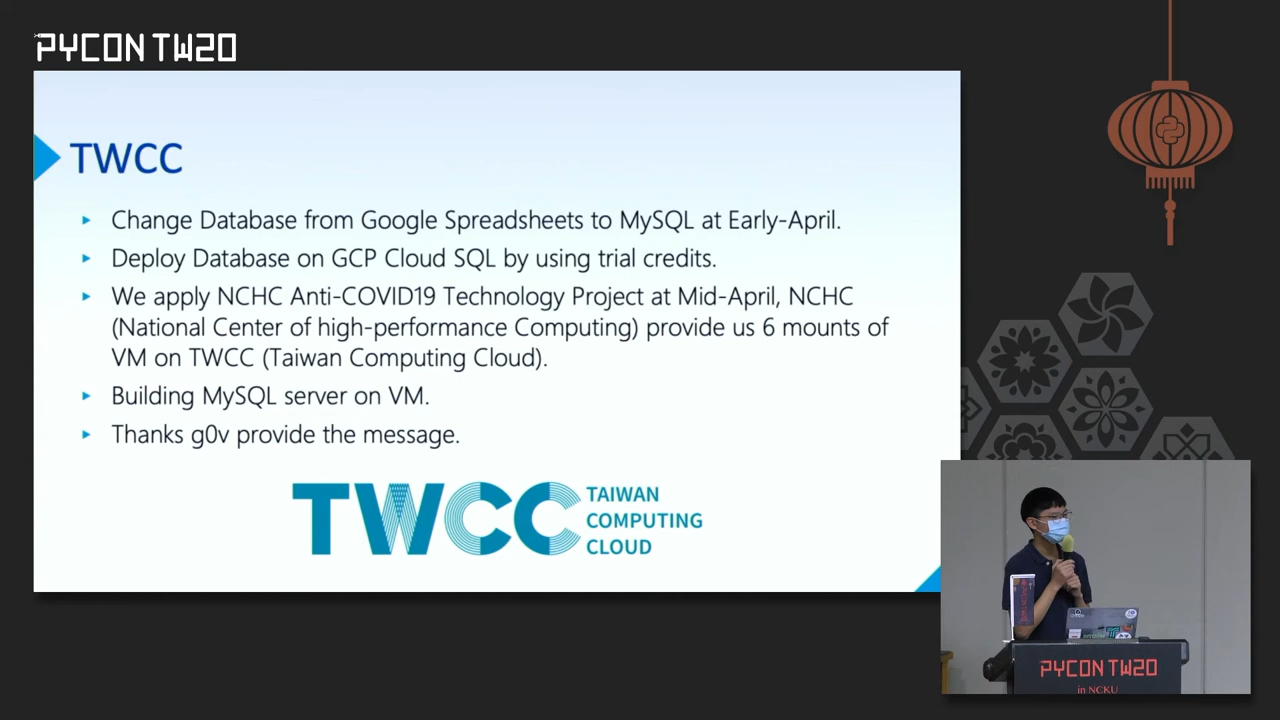 PYCON TW20
TWCC
Change Database from Google Spreadsheets to MySQL at Early-April.
Deploy Database on GCP Cloud SQL by using trial credits.
We apply NCHC Anti-COVID19 Technology Project at Mid-April, NCHC
(National Center of high-performance Computing) provide us 6 mounts of
VM on TWCC (Taiwan Computing Cloud).
Building MySQL server on VM.
Thanks g0v provide the message.
TWCC
TAIWAN
COMPUTING
CLOUD
PYCON TW20
in NCKU